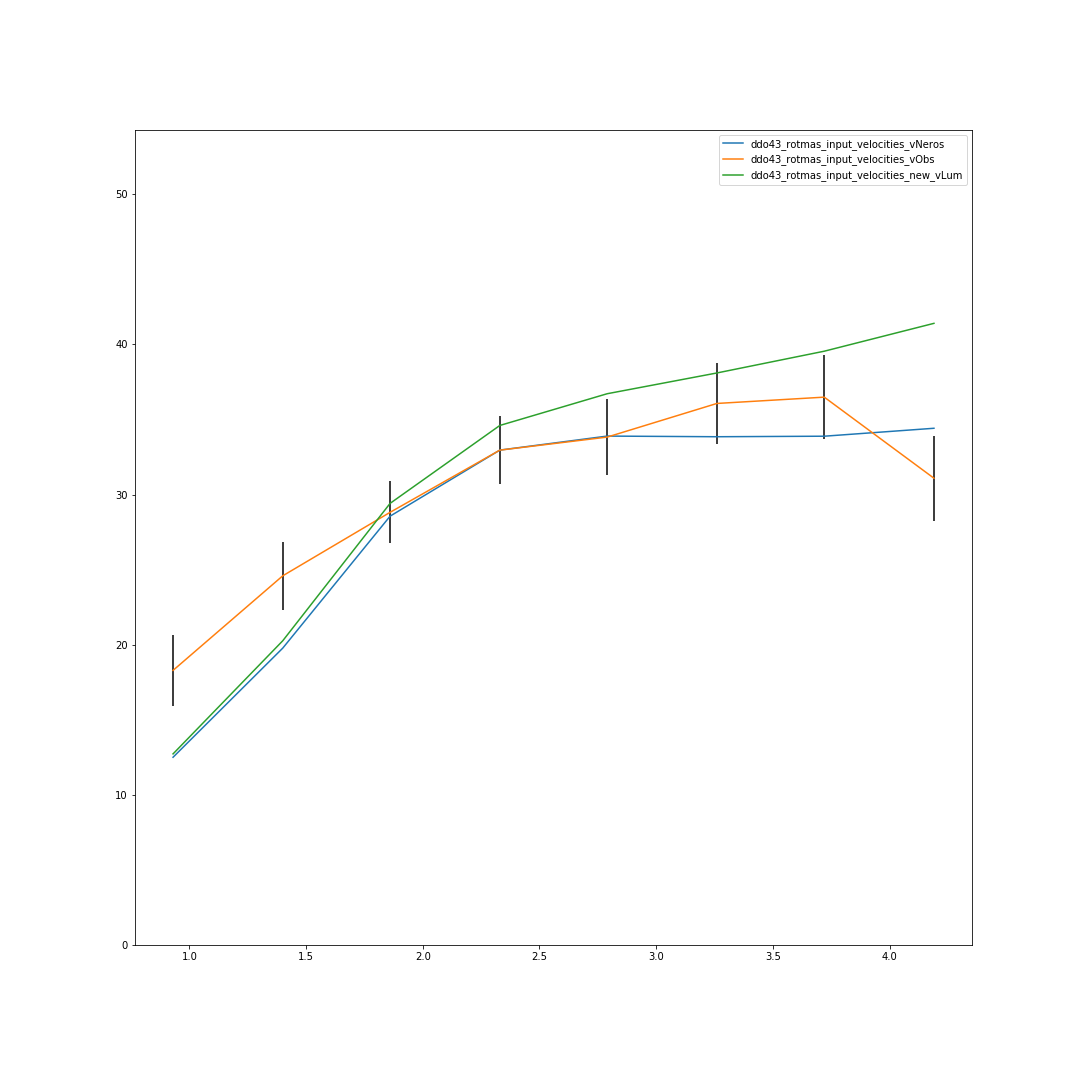 ddo43_rotmas_input_velocities_vNeros
ddo43_rotmas_input_velocities_vObs
ddo43_rotmas_input_velocities_new_vLum
50
40
30
20
10
0
1.0 1.5 2.0 2.5 3.0 3.5 4.0